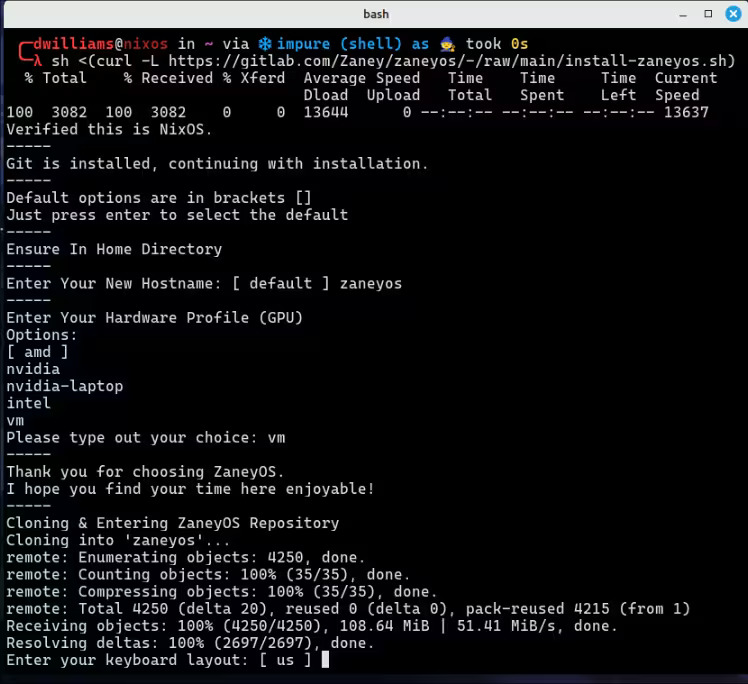 bash
dwilliams@nixos in ~ via ❄️ impure (shell) as 🧙 took 0s
λ sh <(curl -L https://gitlab.com/Zaney/zaneyos/-/raw/main/install-zaneyos.sh)
% Total % Received % Xferd Average Speed Time Time Time Current
Dload Upload Total Spent Left Speed
100 3082 100 3082 0 0 13644 0 --:--:-- --:--:-- --:--:-- 13637
Verified this is NixOS.
-----
Git is installed, continuing with installation.
-----
Default options are in brackets []
Just press enter to select the default
-----
Ensure In Home Directory
-----
Enter Your New Hostname: [ default ] zaneyos
-----
Enter Your Hardware Profile (GPU)
Options:
[ amd ]
nvidia
nvidia-laptop
intel
vm
Please type out your choice: vm
-----
Thank you for choosing ZaneyOS.
I hope you find your time here enjoyable!
-----
Cloning & Entering ZaneyOS Repository
Cloning into 'zaneyos'...
remote: Enumerating objects: 4250, done.
remote: Counting objects: 100% (35/35), done.
remote: Compressing objects: 100% (35/35), done.
remote: Total 4250 (delta 20), reused 0 (delta 0), pack-reused 4215 (from 1)
Receiving objects: 100% (4250/4250), 108.64 MiB | 51.41 MiB/s, done.
Resolving deltas: 100% (2697/2697), done.
Enter your keyboard layout: [ us ]